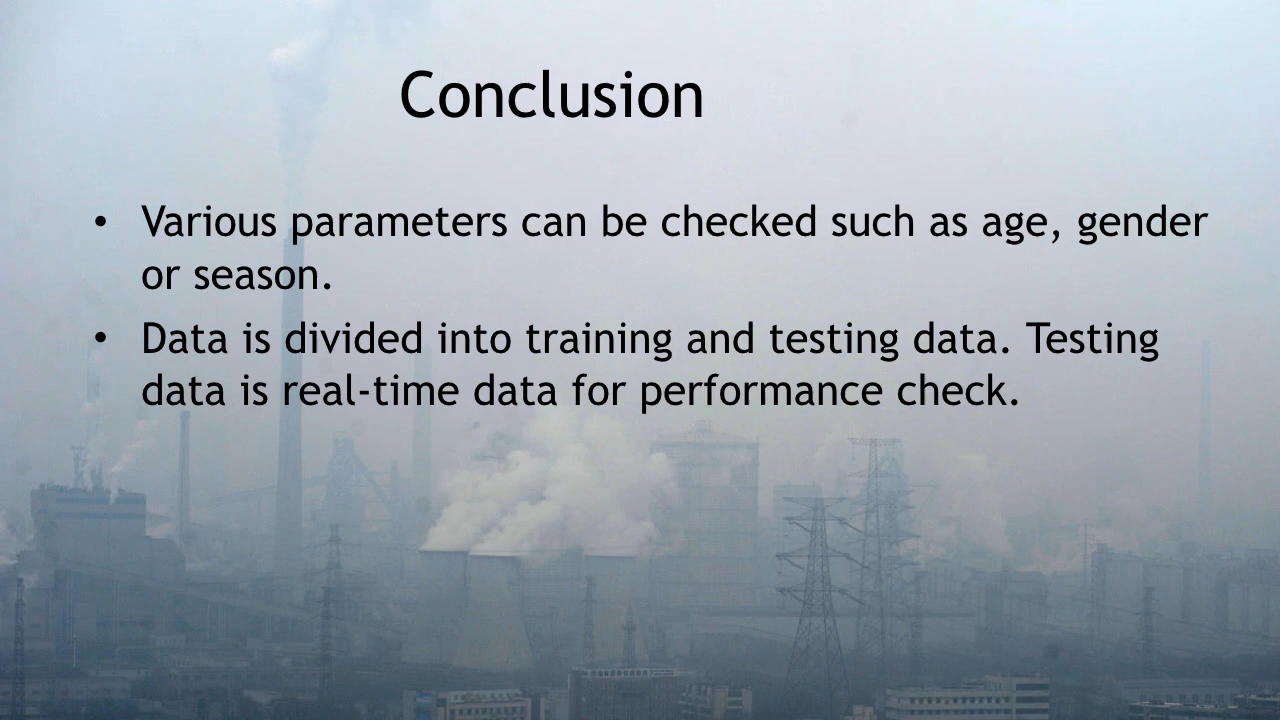 Conclusion
• Various parameters can be checked such as age, gender
or season.
• Data is divided into training and testing data. Testing
data is real-time data for performance check.